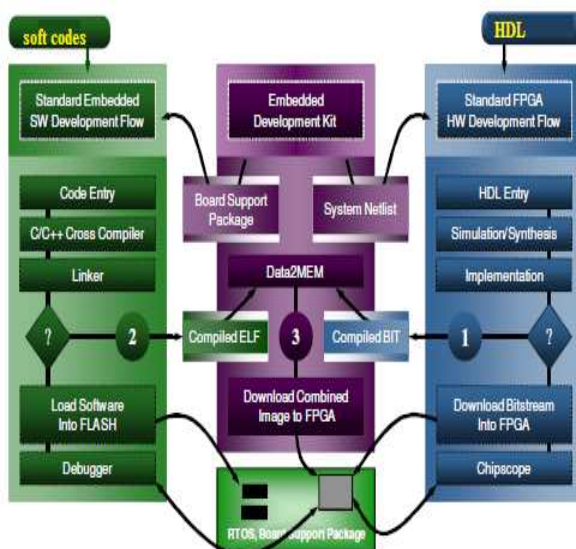 soft codes
HDL
Standard Embedded
SW Development Flow
Embedded
Development Kit
Standard FPGA
HW Development Flow
Code Entry
C/C++ Cross Compiler
Linker
?
2
Load Software
Into FLASH
Debugger
Board Support
Package
System Netlist
Data2MEM
Compiled ELF
3
Compiled BIT
Download Combined
Image to FPGA
HDL Entry
Simulation/Synthesis
Implementation
1
?
Download Bitstream
Into FPGA
Chipscope
RTOS, Board Support Package